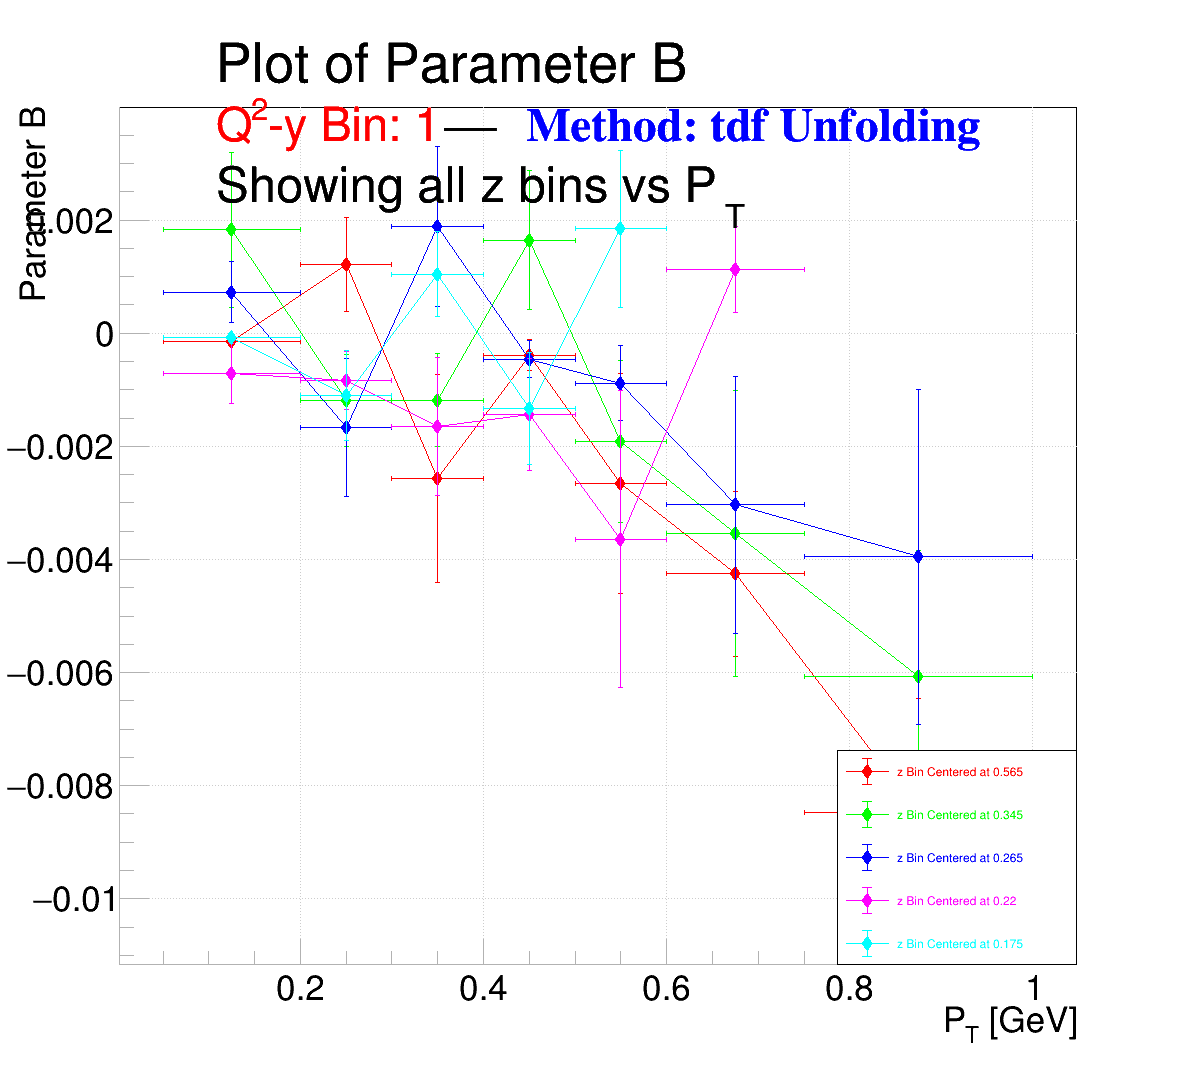 Plot of Parameter B
Q2-y Bin: 1— Method: tdf Unfolding
Showing all z bins vs PT
Parameter B
0.002
0
−0.002
−0.004
−0.006
−0.008
−0.01
0.2 0.4 0.6 0.8 1
PT [GeV]
z Bin Centered at 0.565
z Bin Centered at 0.345
z Bin Centered at 0.265
z Bin Centered at 0.22
z Bin Centered at 0.175